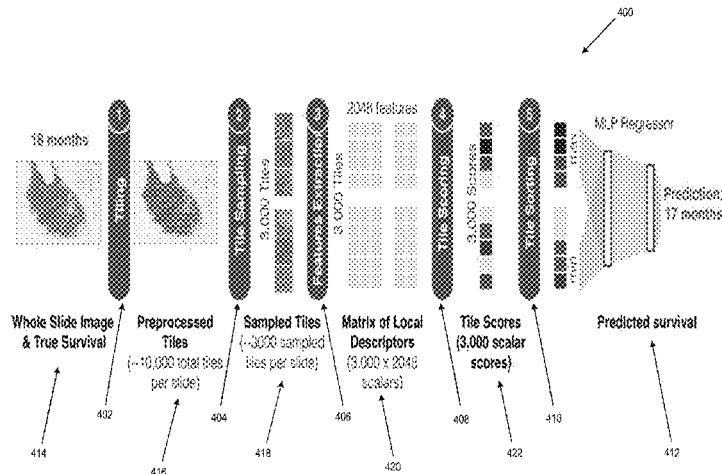 400
18 months
1
Tiling
2
Tile Sampling
3,000 Tiles
3
Features Extractor
3,000 Tiles
2048 features
4
Tile Scoring
3,000 Scores
5
Tile Sorting
MLP Regressor
Prediction:
17 months
Whole Slide Image
& True Survival
Preprocessed
Tiles
(~10,000 total tiles
per slide)
Sampled Tiles
(~3000 sampled
tiles per slide)
Matrix of Local
Descriptors
(3,000 x 2048
scalars)
Tile Scores
(3,000 scalar
scores)
Predicted survival
402
404
406
408
410
414
416
418
420
422
412